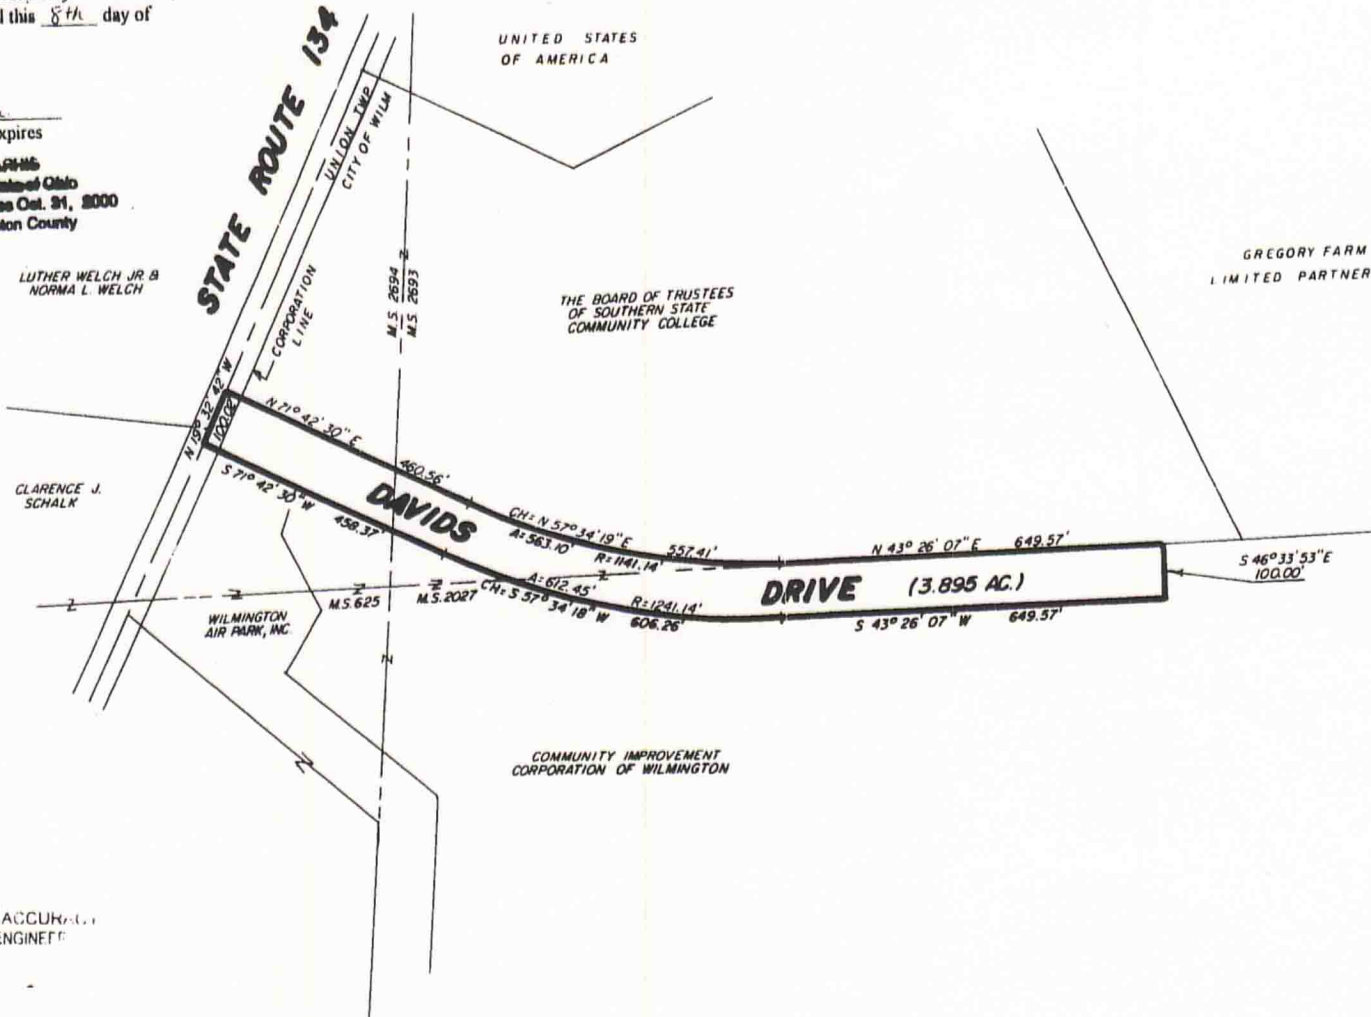 l this 8th day of
xpires
Oct. 31, 2000
ton County
UNITED STATES
OF AMERICA
STATE ROUTE 134
UNION TWP.
CITY OF WILM
CORPORATION
LINE
M.S. 2694
M.S. 2693
LUTHER WELCH JR. &
NORMA L. WELCH
THE BOARD OF TRUSTEES
OF SOUTHERN STATE
COMMUNITY COLLEGE
GREGORY FARM
LIMITED PARTNER
N 19° 32' 42" W
100.02'
N 71° 42' 30" E
460.56'
CH= N 57° 34' 19" E
A= 563.10'
R= 1141.14'
557.41'
N 43° 26' 07" E 649.57'
S 46° 33' 53" E
100.00'
CLARENCE J.
SCHALK
S 71° 42' 30" W
458.37'
DAVIDS
DRIVE (3.895 AC.)
A= 612.45'
CH= S 57° 34' 18" W
R= 1241.14'
606.26'
S 43° 26' 07" W 649.57'
M.S. 625
M.S. 2027
WILMINGTON
AIR PARK, INC.
COMMUNITY IMPROVEMENT
CORPORATION OF WILMINGTON